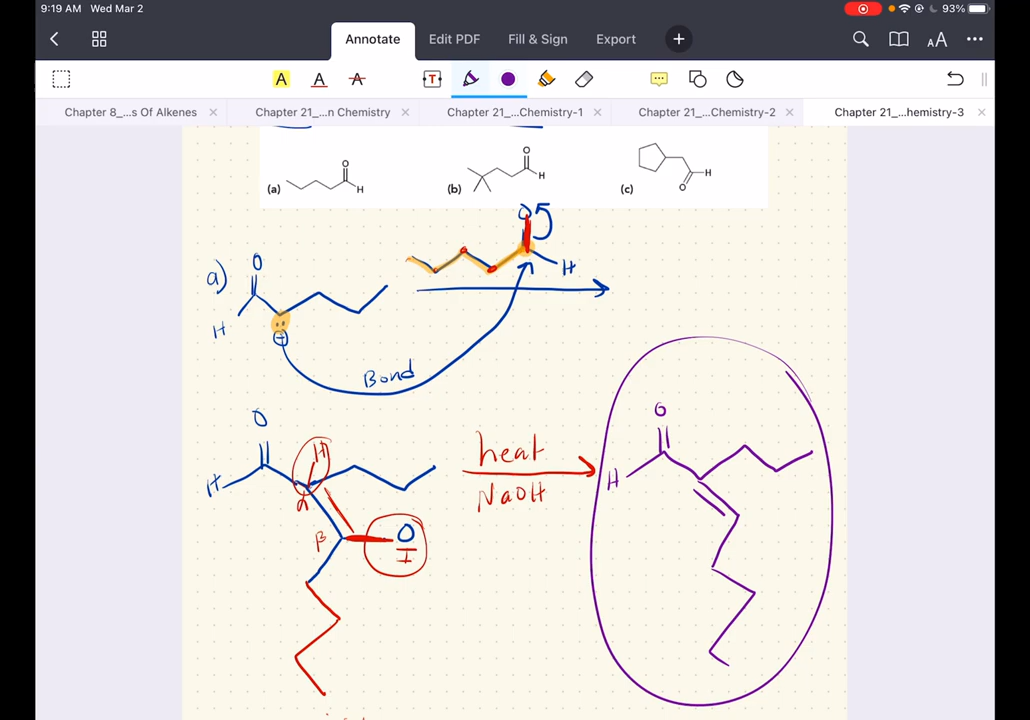 9:19 AM Wed Mar 2
93%
Annotate
Edit PDF
Fill & Sign
Export
A A A T
AA
Chapter 8_...s Of Alkenes
Chapter 21_...n Chemistry
Chapter 21_...Chemistry-1
Chapter 21_...Chemistry-2
Chapter 21_...hemistry-3
(a) O H
(b) O H
(c) O H
a) O H
O H
Bond
O H H α
β O
heat
NaOH
O H